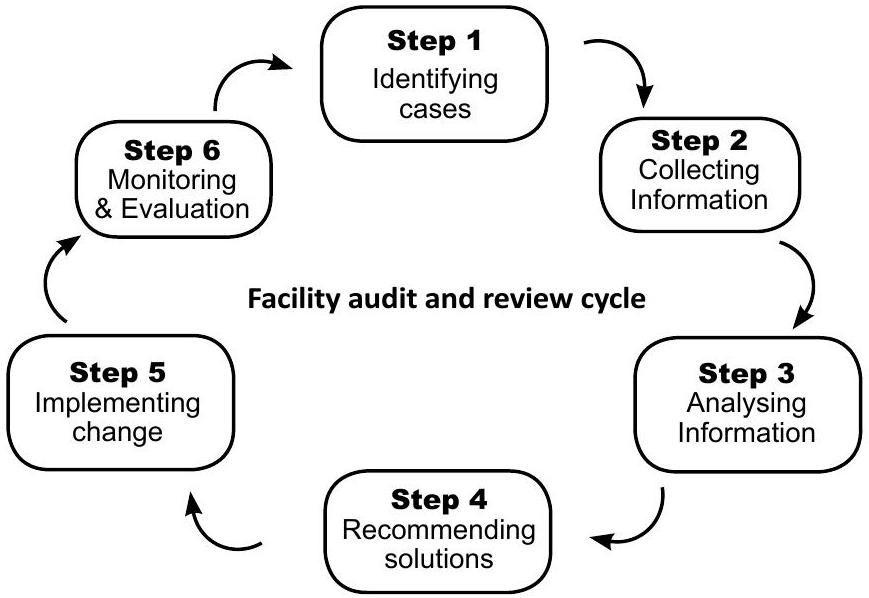 Step 1
Identifying
cases
Step 2
Collecting
Information
Step 3
Analysing
Information
Step 4
Recommending
solutions
Step 5
Implementing
change
Step 6
Monitoring
& Evaluation
Facility audit and review cycle